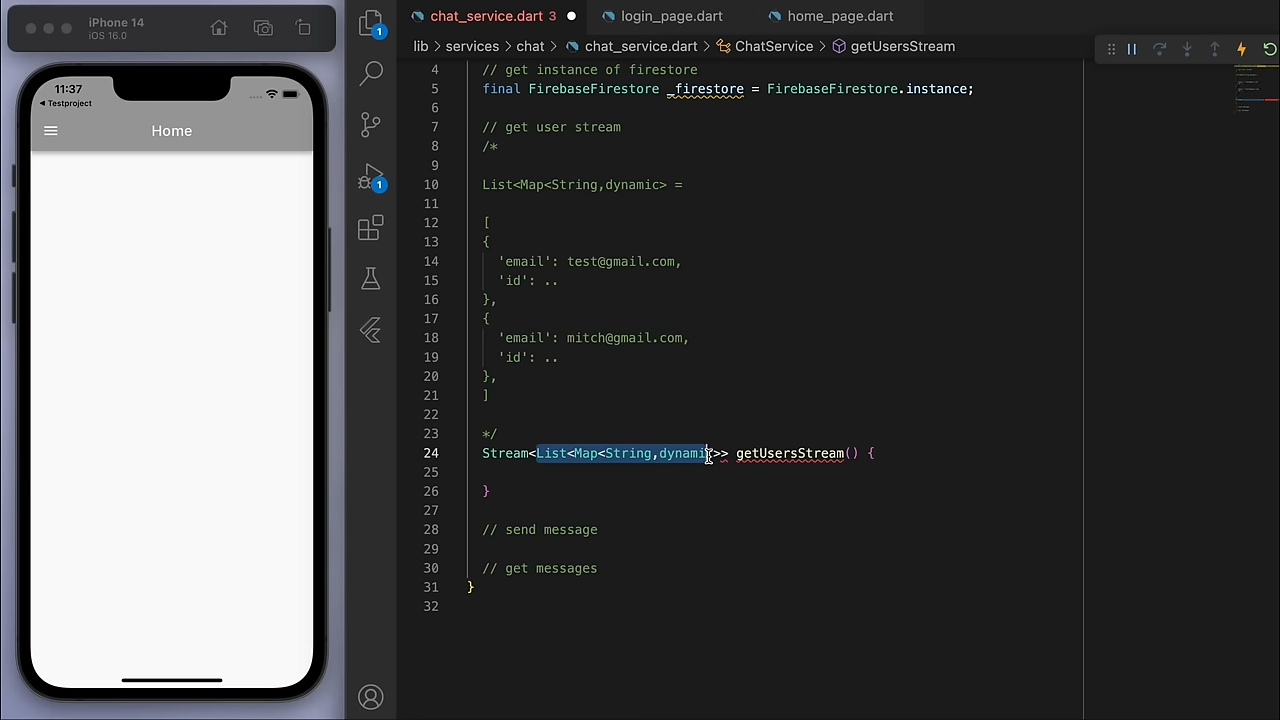 iPhone 14
iOS 16.0
11:37
◀ Testproject
Home
1
1
chat_service.dart 3
login_page.dart
home_page.dart
lib > services > chat > chat_service.dart > ChatService > getUsersStream
4 // get instance of firestore
5 final FirebaseFirestore _firestore = FirebaseFirestore.instance;
6
7 // get user stream
8 /*
9
10 List<Map<String,dynamic> =
11
12 [
13 {
14 'email': test@gmail.com,
15 'id': ..
16 },
17 {
18 'email': mitch@gmail.com,
19 'id': ..
20 },
21 ]
22
23 */
24 Stream<List<Map<String,dynamic>>> getUsersStream() {
25
26 }
27
28 // send message
29
30 // get messages
31 }
32